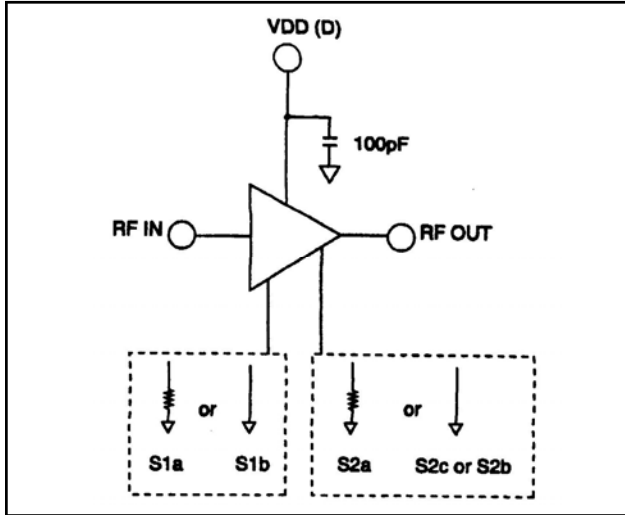 VDD (D)
100pF
RF IN
RF OUT
or
or
S1a
S1b
S2a
S2c or S2b